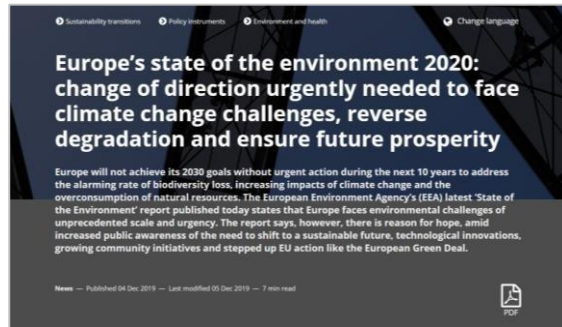 Sustainability transitions Policy instruments Environment and health Change language
Europe's state of the environment 2020:
change of direction urgently needed to face
climate change challenges, reverse
degradation and ensure future prosperity
Europe will not achieve its 2030 goals without urgent action during the next 10 years to address
the alarming rate of biodiversity loss, increasing impacts of climate change and the
overconsumption of natural resources. The European Environment Agency's (EEA) latest 'State of
the Environment' report published today states that Europe faces environmental challenges of
unprecedented scale and urgency. The report says, however, there is reason for hope, amid
increased public awareness of the need to shift to a sustainable future, technological innovations,
growing community initiatives and stepped up EU action like the European Green Deal.
News — Published 04 Dec 2019 — Last modified 05 Dec 2019 — 7 min read
PDF